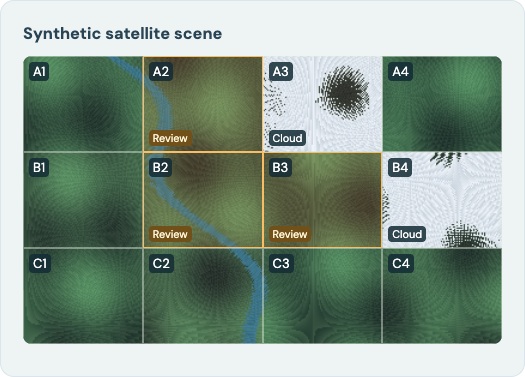 Synthetic satellite scene
A1
A2
Review
A3
Cloud
A4
B1
B2
Review
B3
Review
B4
Cloud
C1
C2
C3
C4